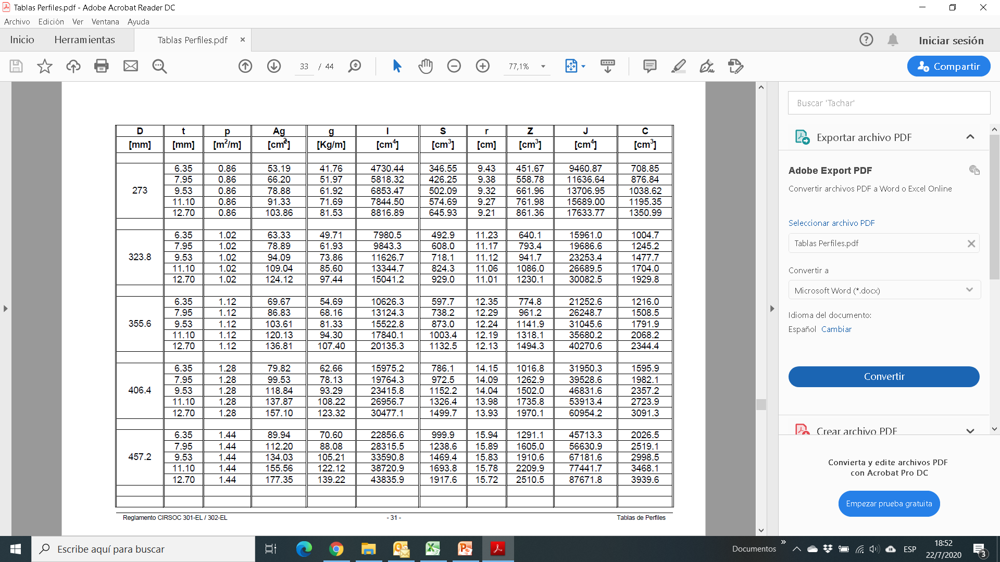 Tablas Perfiles.pdf - Adobe Acrobat Reader DC
Archivo Edición Ver Ventana Ayuda
Inicio Herramientas Tablas Perfiles.pdf × Iniciar sesión
33 / 44 77,1% Compartir
D t p Ag g I S r Z J C
[mm] [mm] [m²/m] [cm²] [Kg/m] [cm⁴] [cm³] [cm] [cm³] [cm⁴] [cm³]
273
6.35 0.86 53.19 41.76 4730.44 346.55 9.43 451.67 9460.87 708.85
7.95 0.86 66.20 51.97 5818.32 426.25 9.38 558.78 11636.64 876.84
9.53 0.86 78.88 61.92 6853.47 502.09 9.32 661.96 13706.95 1038.62
11.10 0.86 91.33 71.69 7844.50 574.69 9.27 761.98 15689.00 1195.35
12.70 0.86 103.86 81.53 8816.89 645.93 9.21 861.36 17633.77 1350.99
323.8
6.35 1.02 63.33 49.71 7980.5 492.9 11.23 640.1 15961.0 1004.7
7.95 1.02 78.89 61.93 9843.3 608.0 11.17 793.4 19686.6 1245.2
9.53 1.02 94.09 73.86 11626.7 718.1 11.12 941.7 23253.4 1477.7
11.10 1.02 109.04 85.60 13344.7 824.3 11.06 1086.0 26689.5 1704.0
12.70 1.02 124.12 97.44 15041.2 929.0 11.01 1230.1 30082.5 1929.8
355.6
6.35 1.12 69.67 54.69 10626.3 597.7 12.35 774.8 21252.6 1216.0
7.95 1.12 86.83 68.16 13124.3 738.2 12.29 961.2 26248.7 1508.5
9.53 1.12 103.61 81.33 15522.8 873.0 12.24 1141.9 31045.6 1791.9
11.10 1.12 120.13 94.30 17840.1 1003.4 12.19 1318.1 35680.2 2068.2
12.70 1.12 136.81 107.40 20135.3 1132.5 12.13 1494.3 40270.6 2344.4
406.4
6.35 1.28 79.82 62.66 15975.2 786.1 14.15 1016.8 31950.3 1595.9
7.95 1.28 99.53 78.13 19764.3 972.5 14.09 1262.9 39528.6 1982.1
9.53 1.28 118.84 93.29 23415.8 1152.2 14.04 1502.0 46831.6 2357.2
11.10 1.28 137.87 108.22 26956.7 1326.4 13.98 1735.8 53913.4 2723.9
12.70 1.28 157.10 123.32 30477.1 1499.7 13.93 1970.1 60954.2 3091.3
457.2
6.35 1.44 89.94 70.60 22856.6 999.9 15.94 1291.1 45713.3 2026.5
7.95 1.44 112.20 88.08 28315.5 1238.6 15.89 1605.0 56630.9 2519.1
9.53 1.44 134.03 105.21 33590.8 1469.4 15.83 1910.6 67181.6 2998.5
11.10 1.44 155.56 122.12 38720.9 1693.8 15.78 2209.9 77441.7 3468.1
12.70 1.44 177.35 139.22 43835.9 1917.6 15.72 2510.5 87671.8 3939.6
Reglamento CIRSOC 301-EL / 302-EL - 31 - Tablas de Perfiles
Buscar 'Tachar'
Exportar archivo PDF
Adobe Export PDF
Convertir archivos PDF a Word o Excel Online
Seleccionar archivo PDF
Tablas Perfiles.pdf
Convertir a
Microsoft Word (*.docx)
Idioma del documento:
Español Cambiar
Convertir
Crear archivo PDF
Convierta y edite archivos PDF
con Acrobat Pro DC
Empezar prueba gratuita
Escribe aquí para buscar
Documentos » ESP
18:52
22/7/2020
3